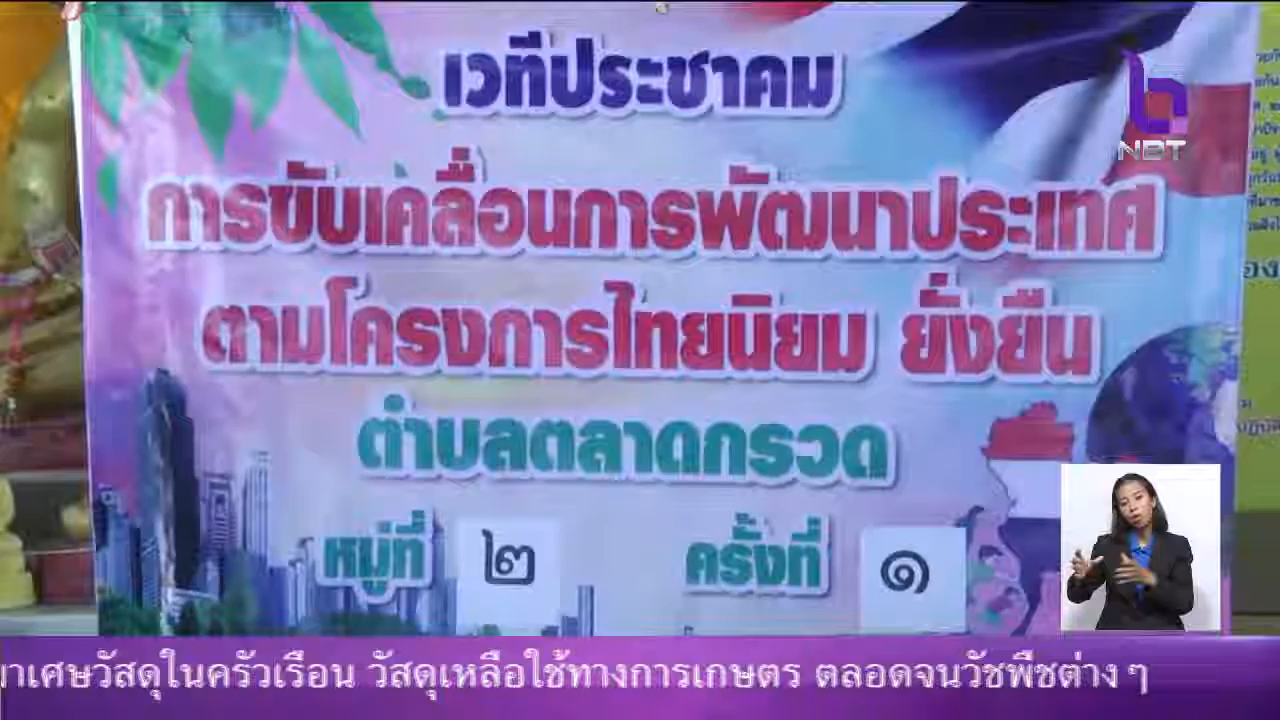 เวทีประชาคม
NBT
การขับเคลื่อนการพัฒนาประเทศ
ตามโครงการไทยนิยม ยั่งยืน
ตำบลตลาดกรวด
หมู่ที่ ๒ ครั้งที่ ๑
เศษวัสดุในครัวเรือน วัสดุเหลือใช้ทางการเกษตร ตลอดจนวัชพืชต่างๆ